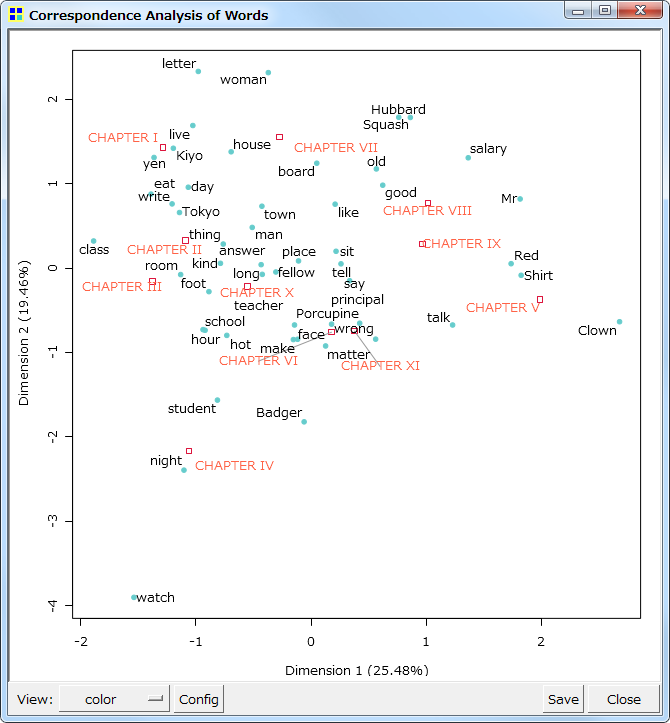 Correspondence Analysis of Words
letter
woman
2
Hubbard
Squash
live
CHAPTER I
house
CHAPTER VII
salary
Kiyo
yen
old
board
eat
day
good
1
write
Mr
Tokyo
town
like
CHAPTER VIII
man
thing
class
CHAPTER II
answer
place
sit
CHAPTER IX
Red
room
kind
long
fellow
tell
Shirt
0
foot
say
CHAPTER III
CHAPTER X
teacher
principal
CHAPTER V
Porcupine
talk
school
wrong
Clown
hour
hot
face
make
matter
-1
CHAPTER VI
CHAPTER XI
student
Badger
-2
night
CHAPTER IV
-3
watch
-4
Dimension 2 (19.46%)
-2 -1 0 1 2
Dimension 1 (25.48%)
View: color Config Save Close